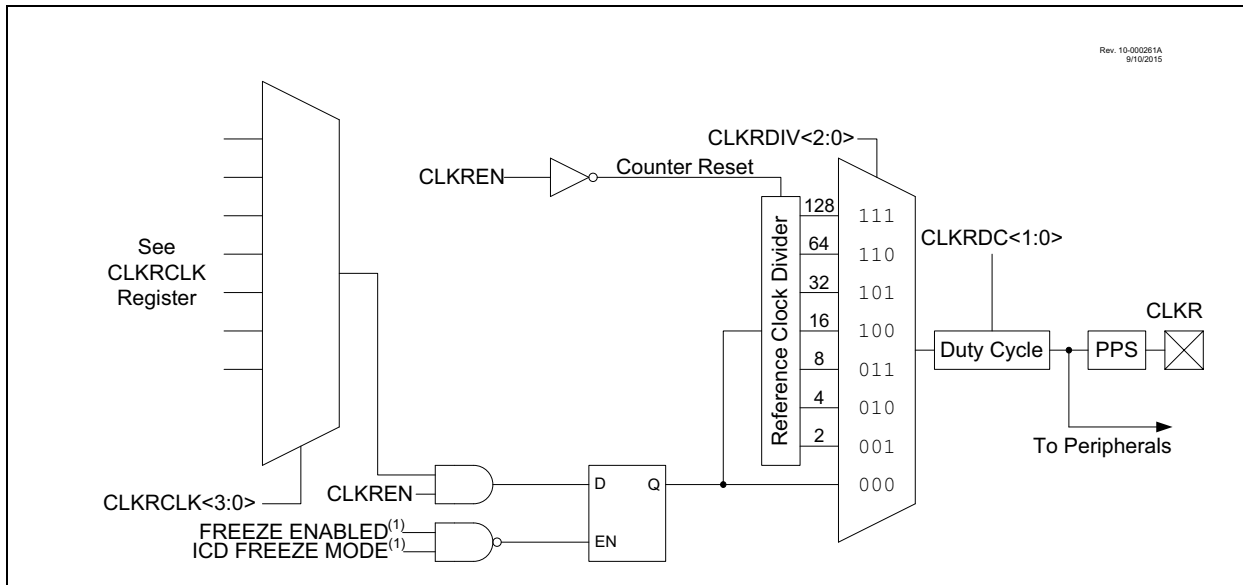 Rev. 10-000261A
9/10/2015
See
CLKRCLK
Register
CLKRCLK<3:0>
CLKREN
Counter Reset
CLKRDIV<2:0>
Reference Clock Divider
128
64
32
16
8
4
2
111
110
101
100
011
010
001
000
CLKRDC<1:0>
Duty Cycle
PPS
CLKR
To Peripherals
CLKREN
FREEZE ENABLED(1)
ICD FREEZE MODE(1)
D
Q
EN